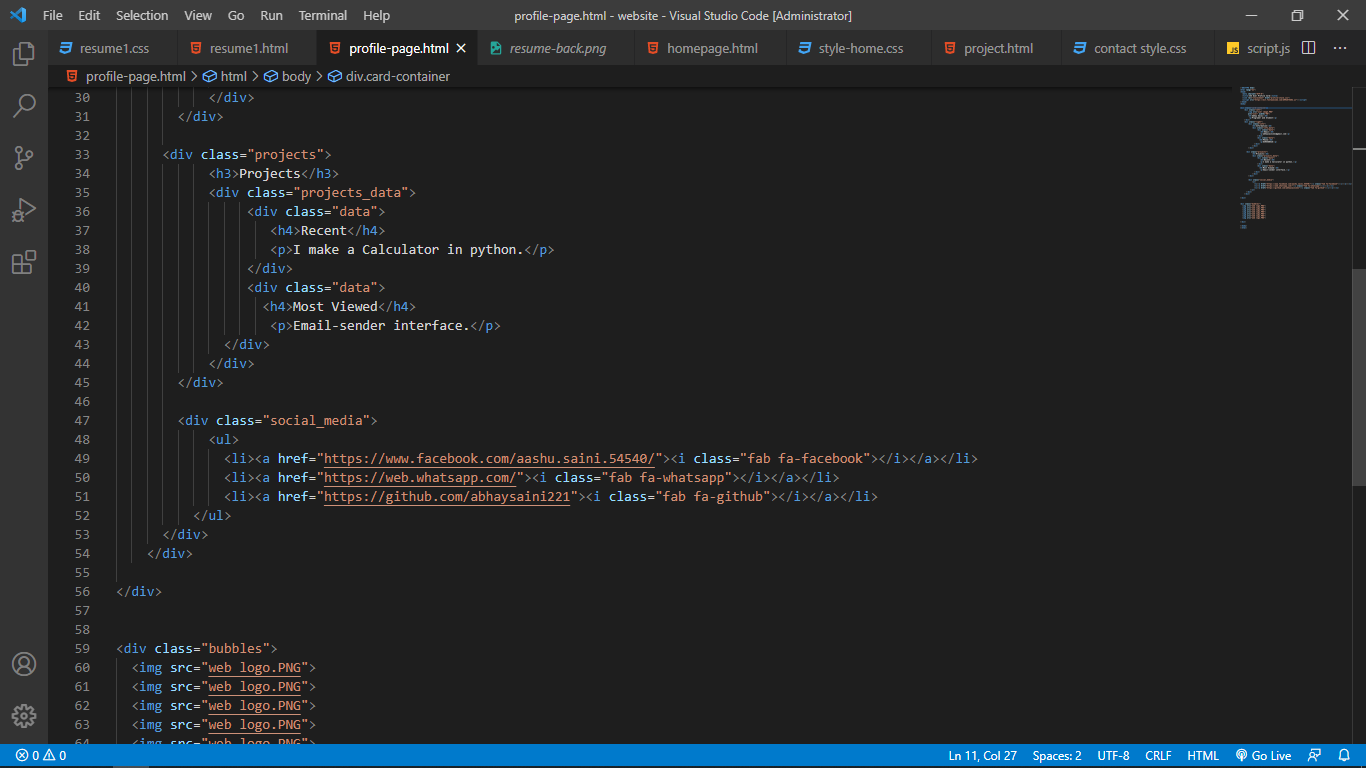 File Edit Selection View Go Run Terminal Help profile-page.html - website - Visual Studio Code [Administrator]
resume1.css resume1.html profile-page.html resume-back.png homepage.html style-home.css project.html contact style.css script.js
profile-page.html > html > body > div.card-container
30 </div>
31 </div>
32
33 <div class="projects">
34 <h3>Projects</h3>
35 <div class="projects_data">
36 <div class="data">
37 <h4>Recent</h4>
38 <p>I make a Calculator in python.</p>
39 </div>
40 <div class="data">
41 <h4>Most Viewed</h4>
42 <p>Email-sender interface.</p>
43 </div>
44 </div>
45 </div>
46
47 <div class="social_media">
48 <ul>
49 <li><a href="https://www.facebook.com/aashu.saini.54540/"><i class="fab fa-facebook"></i></a></li>
50 <li><a href="https://web.whatsapp.com/"><i class="fab fa-whatsapp"></i></a></li>
51 <li><a href="https://github.com/abhaysaini221"><i class="fab fa-github"></i></a></li>
52 </ul>
53 </div>
54 </div>
55
56 </div>
57
58
59 <div class="bubbles">
60 <img src="web logo.PNG">
61 <img src="web logo.PNG">
62 <img src="web logo.PNG">
63 <img src="web logo.PNG">
64 <img src="web logo.PNG">
0 0 Ln 11, Col 27 Spaces: 2 UTF-8 CRLF HTML Go Live